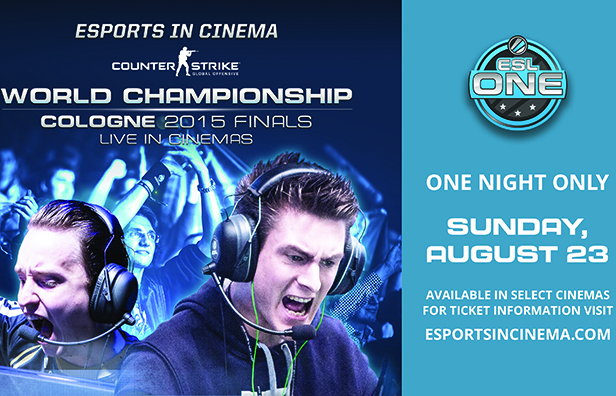 ESPORTS IN CINEMA
COUNTER STRIKE
GLOBAL OFFENSIVE
WORLD CHAMPIONSHIP
COLOGNE 2015 FINALS
LIVE IN CINEMAS
ESL
ONE
ONE NIGHT ONLY
SUNDAY,
AUGUST 23
AVAILABLE IN SELECT CINEMAS
FOR TICKET INFORMATION VISIT
ESPORTSINCINEMA.COM